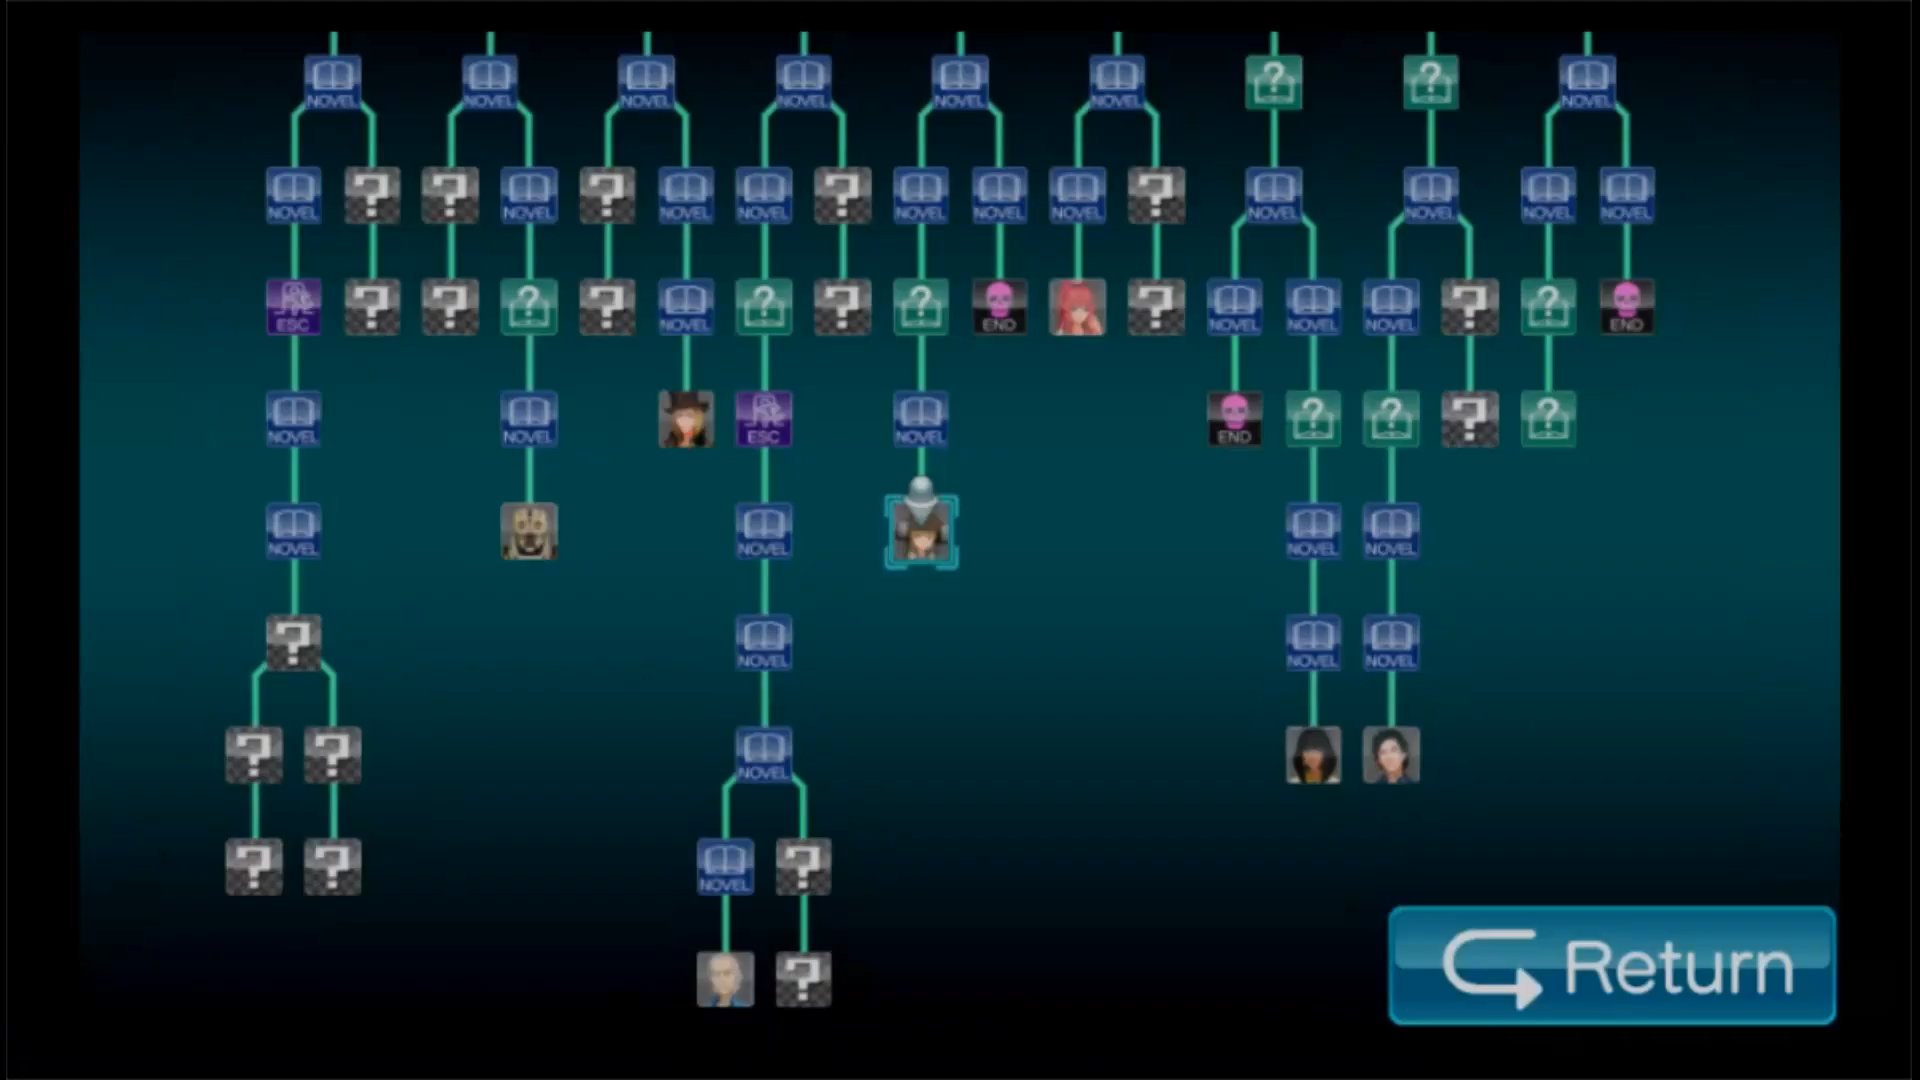 NOVEL NOVEL NOVEL NOVEL NOVEL NOVEL ? ? NOVEL
NOVEL ? ? NOVEL ? NOVEL NOVEL ? NOVEL NOVEL NOVEL ? NOVEL NOVEL NOVEL NOVEL
ESC ? ? ? ? NOVEL ? ? ? END ? NOVEL NOVEL NOVEL ? ? END
NOVEL NOVEL ESC NOVEL END ? ? ? ?
NOVEL NOVEL NOVEL NOVEL
? NOVEL NOVEL NOVEL
? ? NOVEL
? ? NOVEL ?
?
Return